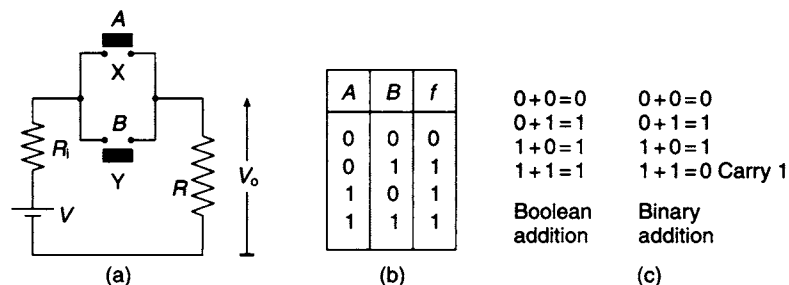 A
X
B
Y
Ri
R
V
Vo
(a)
A B f
0 0 0
0 1 1
1 0 1
1 1 1
(b)
0+0=0 0+0=0
0+1=1 0+1=1
1+0=1 1+0=1
1+1=1 1+1=0 Carry 1
Boolean Binary
addition addition
(c)